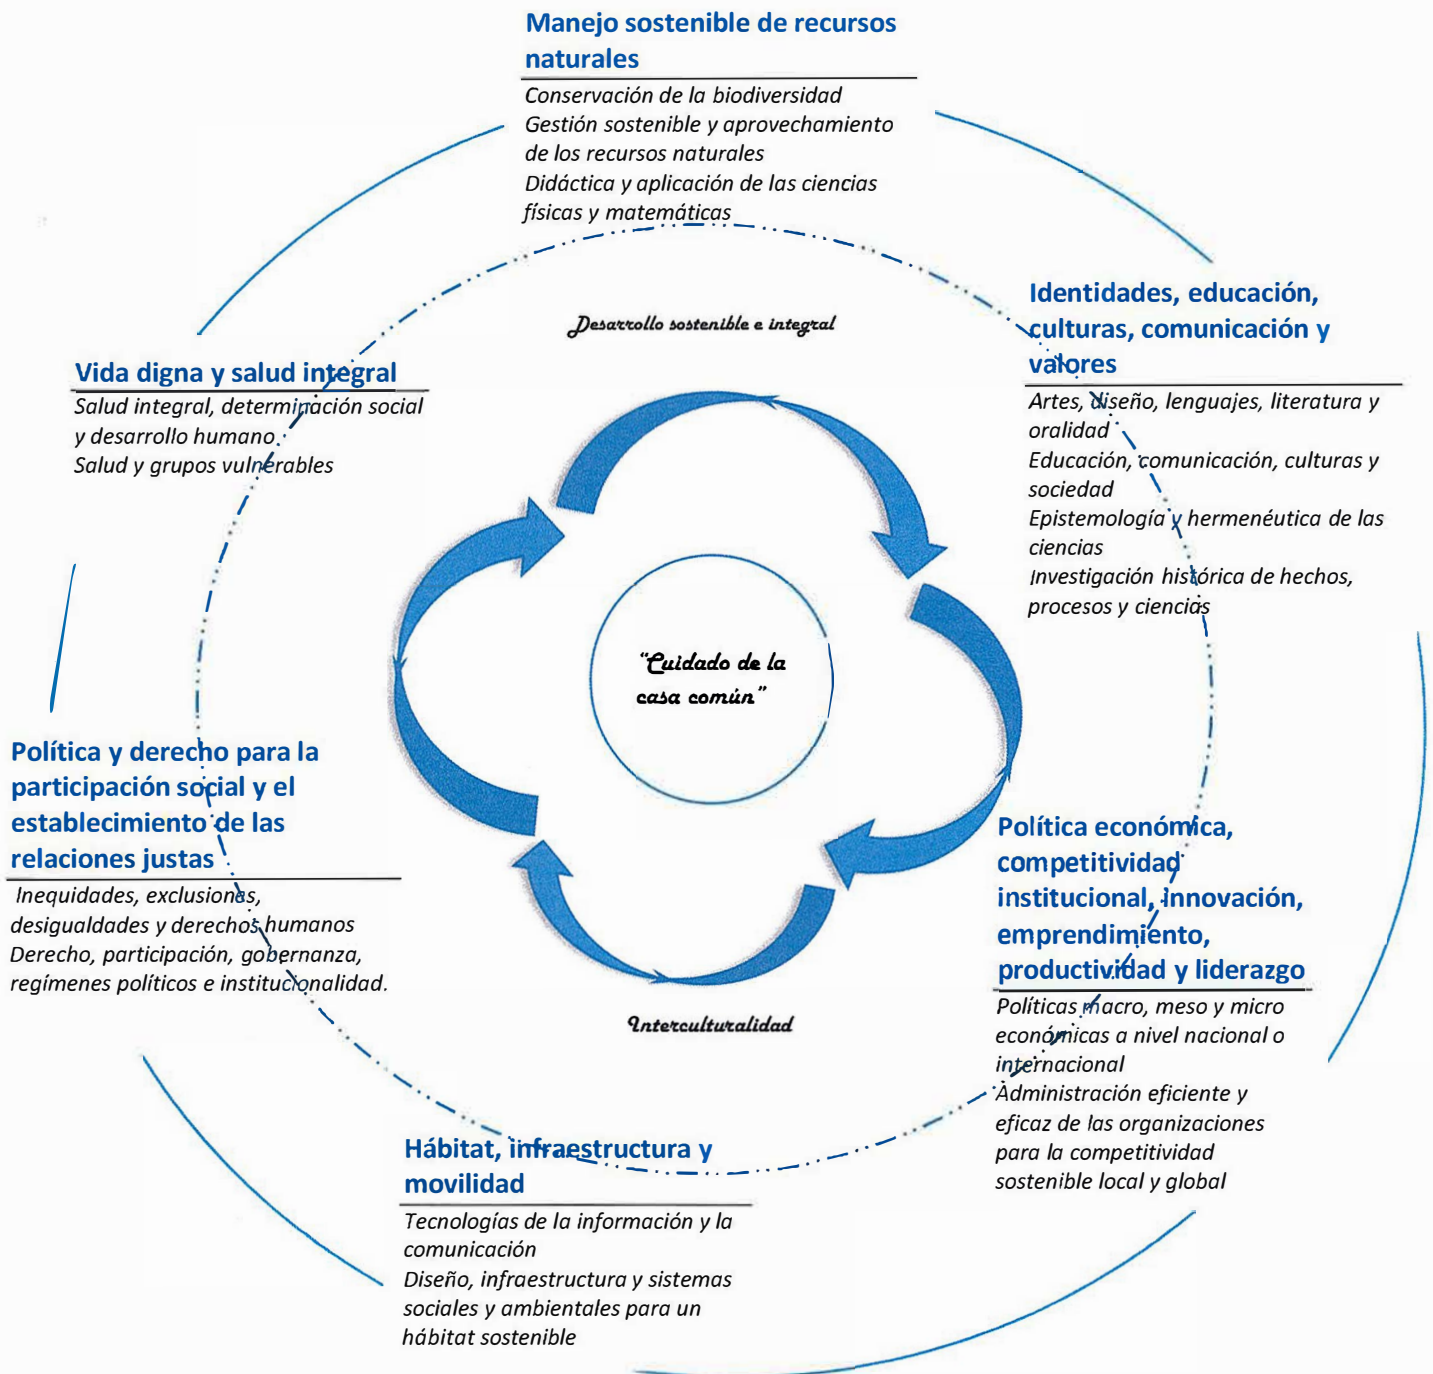 Manejo sostenible de recursos
naturales
Conservación de la biodiversidad
Gestión sostenible y aprovechamiento
de los recursos naturales
Didáctica y aplicación de las ciencias
físicas y matemáticas
Identidades, educación,
culturas, comunicación y
valores
Artes, diseño, lenguajes, literatura y
oralidad
Educación, comunicación, culturas y
sociedad
Epistemología y hermenéutica de las
ciencias
Investigación histórica de hechos,
procesos y ciencias
Desarrollo sostenible e integral
Vida digna y salud integral
Salud integral, determinación social
y desarrollo humano
Salud y grupos vulnerables
“Cuidado de la
casa común”
Política y derecho para la
participación social y el
establecimiento de las
relaciones justas
Inequidades, exclusiones,
desigualdades y derechos humanos
Derecho, participación, gobernanza,
regímenes políticos e institucionalidad.
Política económica,
competitividad
institucional, innovación,
emprendimiento,
productividad y liderazgo
Políticas macro, meso y micro
económicas a nivel nacional o
internacional
Administración eficiente y
eficaz de las organizaciones
para la competitividad
sostenible local y global
Interculturalidad
Hábitat, infraestructura y
movilidad
Tecnologías de la información y la
comunicación
Diseño, infraestructura y sistemas
sociales y ambientales para un
hábitat sostenible